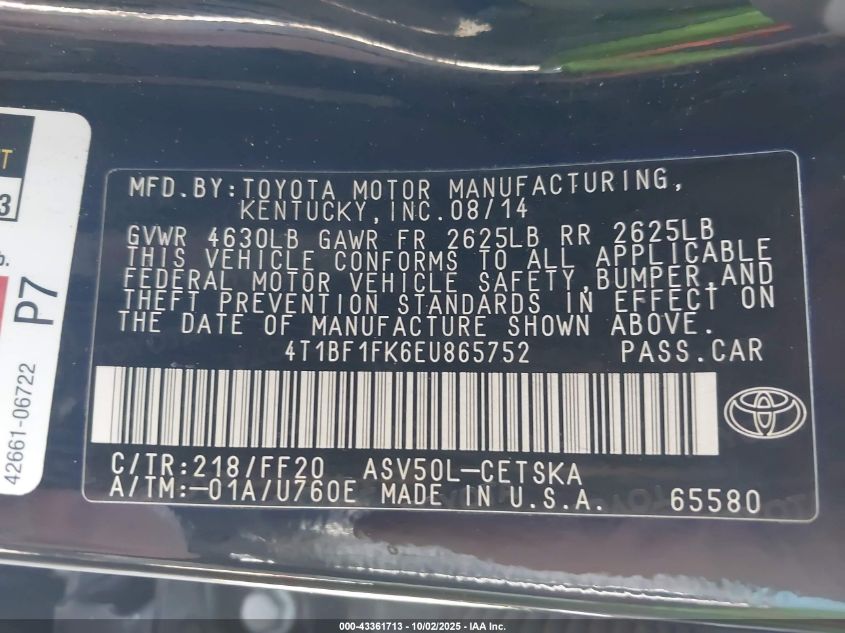 T
3
b.
P7
42661-06722
MFD.BY:TOYOTA MOTOR MANUFACTURING,
KENTUCKY,INC.08/14
GVWR 4630LB GAWR FR 2625LB RR 2625LB
THIS VEHICLE CONFORMS TO ALL APPLICABLE
FEDERAL MOTOR VEHICLE SAFETY,BUMPER,AND
THEFT PREVENTION STANDARDS IN EFFECT ON
THE DATE OF MANUFACTURE SHOWN ABOVE.
4T1BF1FK6EU865752 PASS.CAR
C/TR:218/FF20 ASV50L-CETSKA
A/TM:-01A/U760E MADE IN U.S.A. 65580
000-43361713 - 10/02/2025 - IAA Inc.